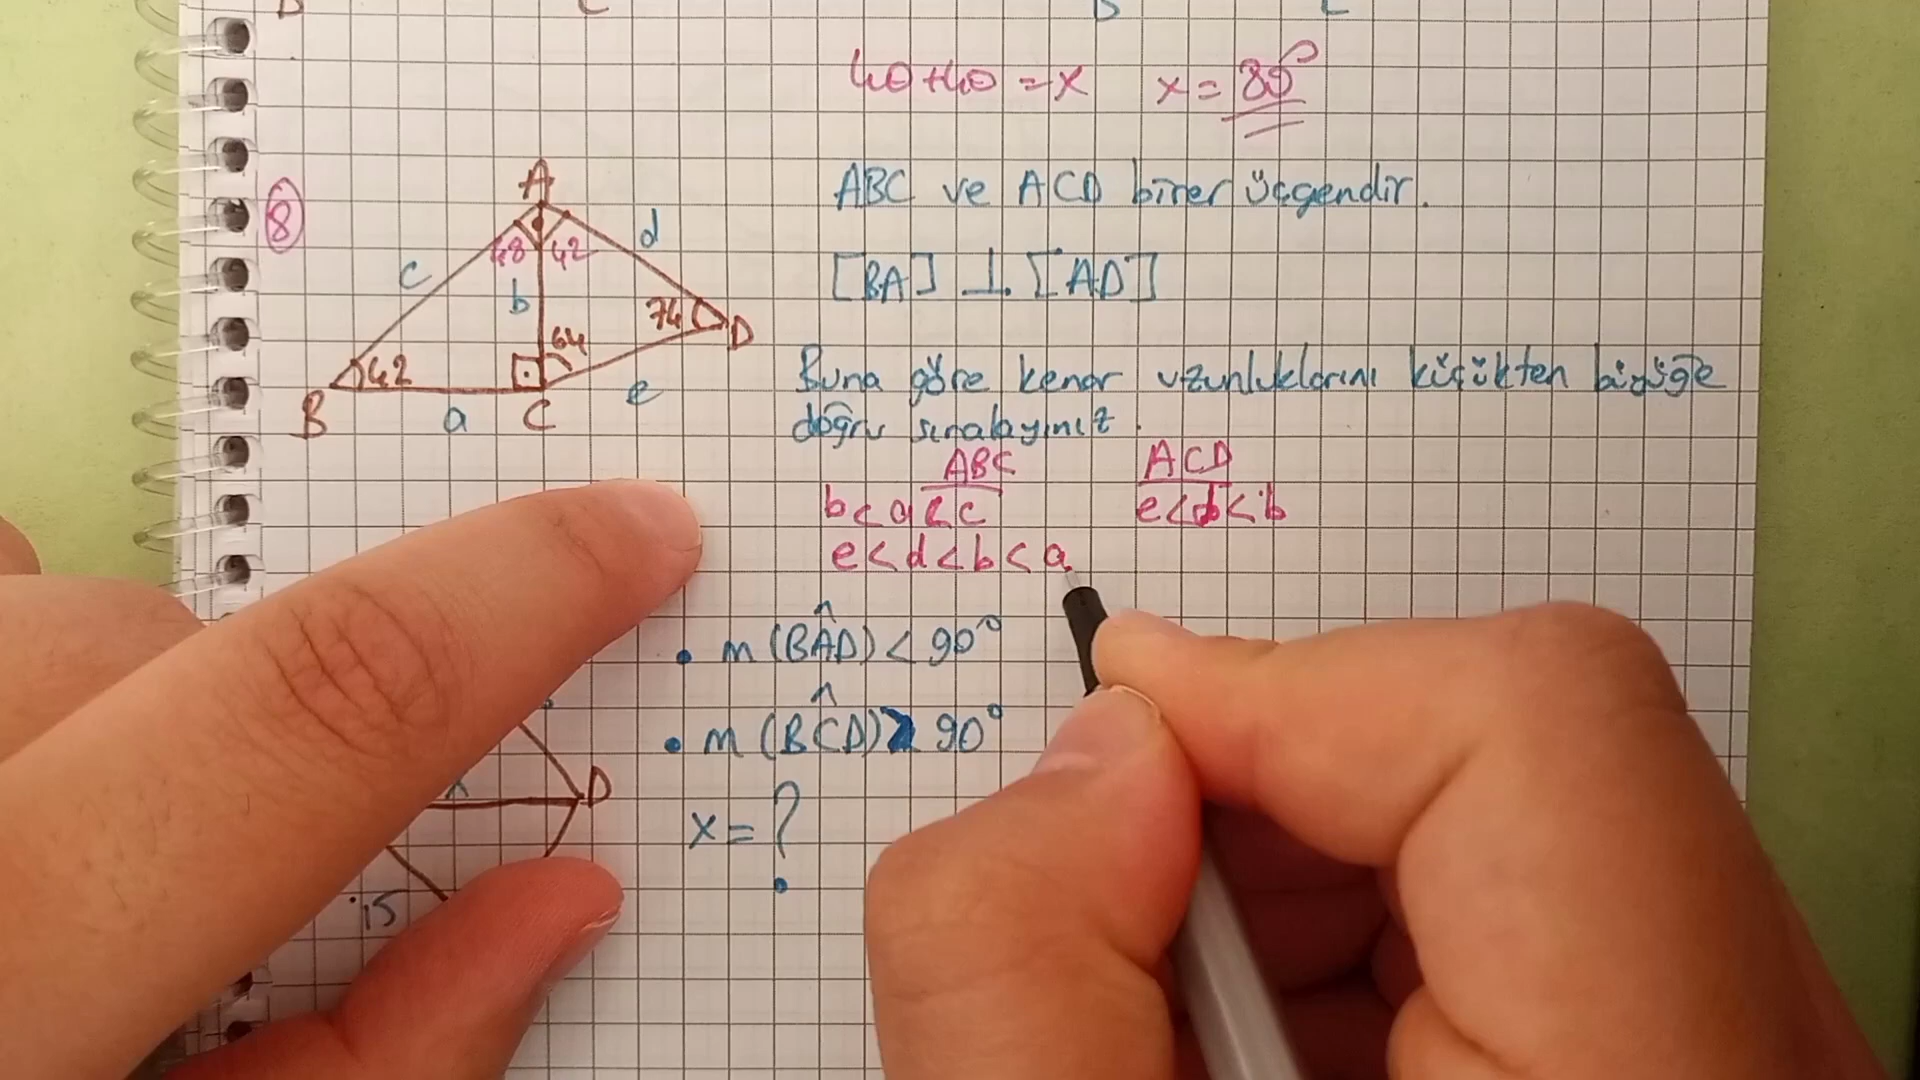 40+40 = x x = 80°
8
ABC ve ACD birer üçgendir.
[BA] ⊥ [AD]
Buna göre kenar uzunluklarını küçükten büyüğe
doğru sıralayınız.
A
48 42
c
b
d
74
D
64
42
B
a
C
e
ABC
b < a < c
ACD
e < d < b
e < d < b < a
• m(BÂD) < 90°
• m(BĈD) > 90°
x = ?
D
15